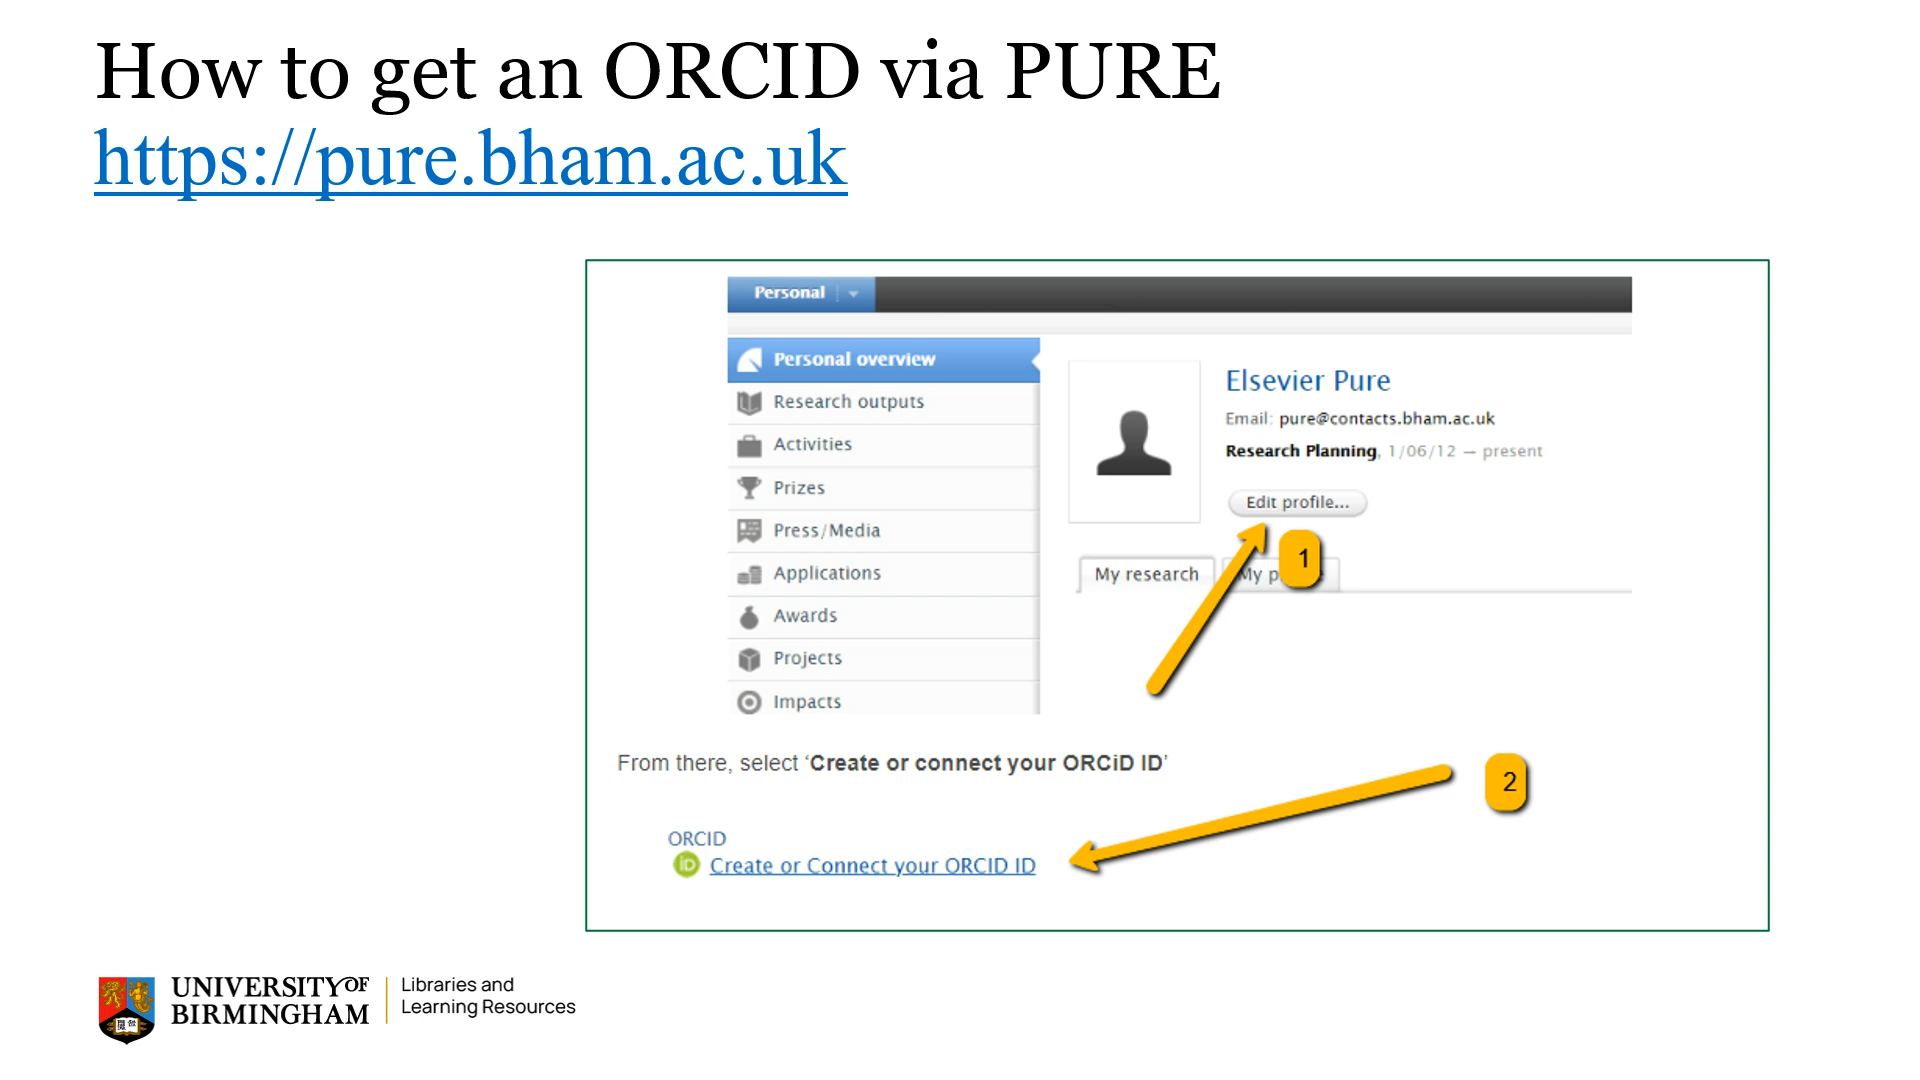 How to get an ORCID via PURE
https://pure.bham.ac.uk
Personal
Personal overview
Research outputs
Activities
Prizes
Press/Media
Applications
Awards
Projects
Impacts
Elsevier Pure
Email: pure@contacts.bham.ac.uk
Research Planning, 1/06/12 — present
Edit profile...
1
My research
My
From there, select ‘Create or connect your ORCiD ID’
2
ORCID
iD Create or Connect your ORCID ID
UNIVERSITY OF
BIRMINGHAM
Libraries and
Learning Resources